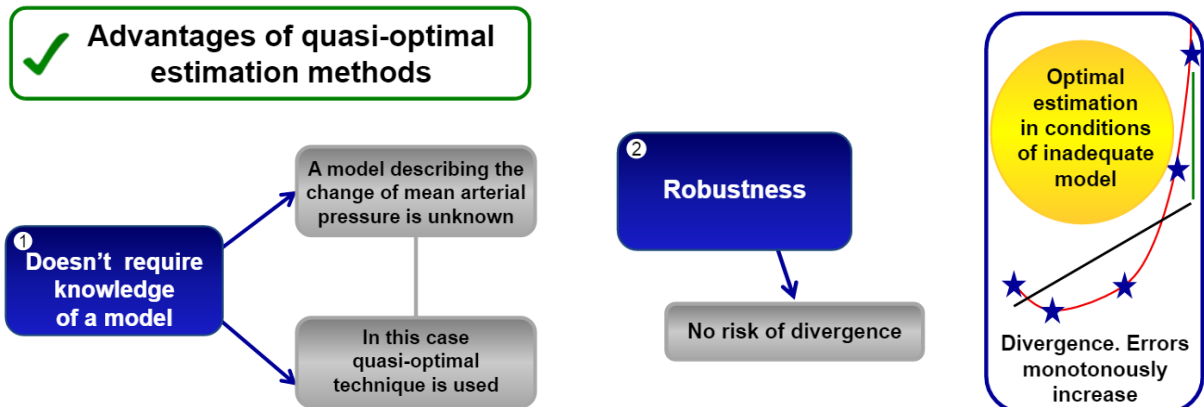 Advantages of quasi-optimal
estimation methods
1
Doesn't require
knowledge
of a model
A model describing the
change of mean arterial
pressure is unknown
In this case
quasi-optimal
technique is used
2
Robustness
No risk of divergence
Optimal
estimation
in conditions
of inadequate
model
Divergence. Errors
monotonously
increase